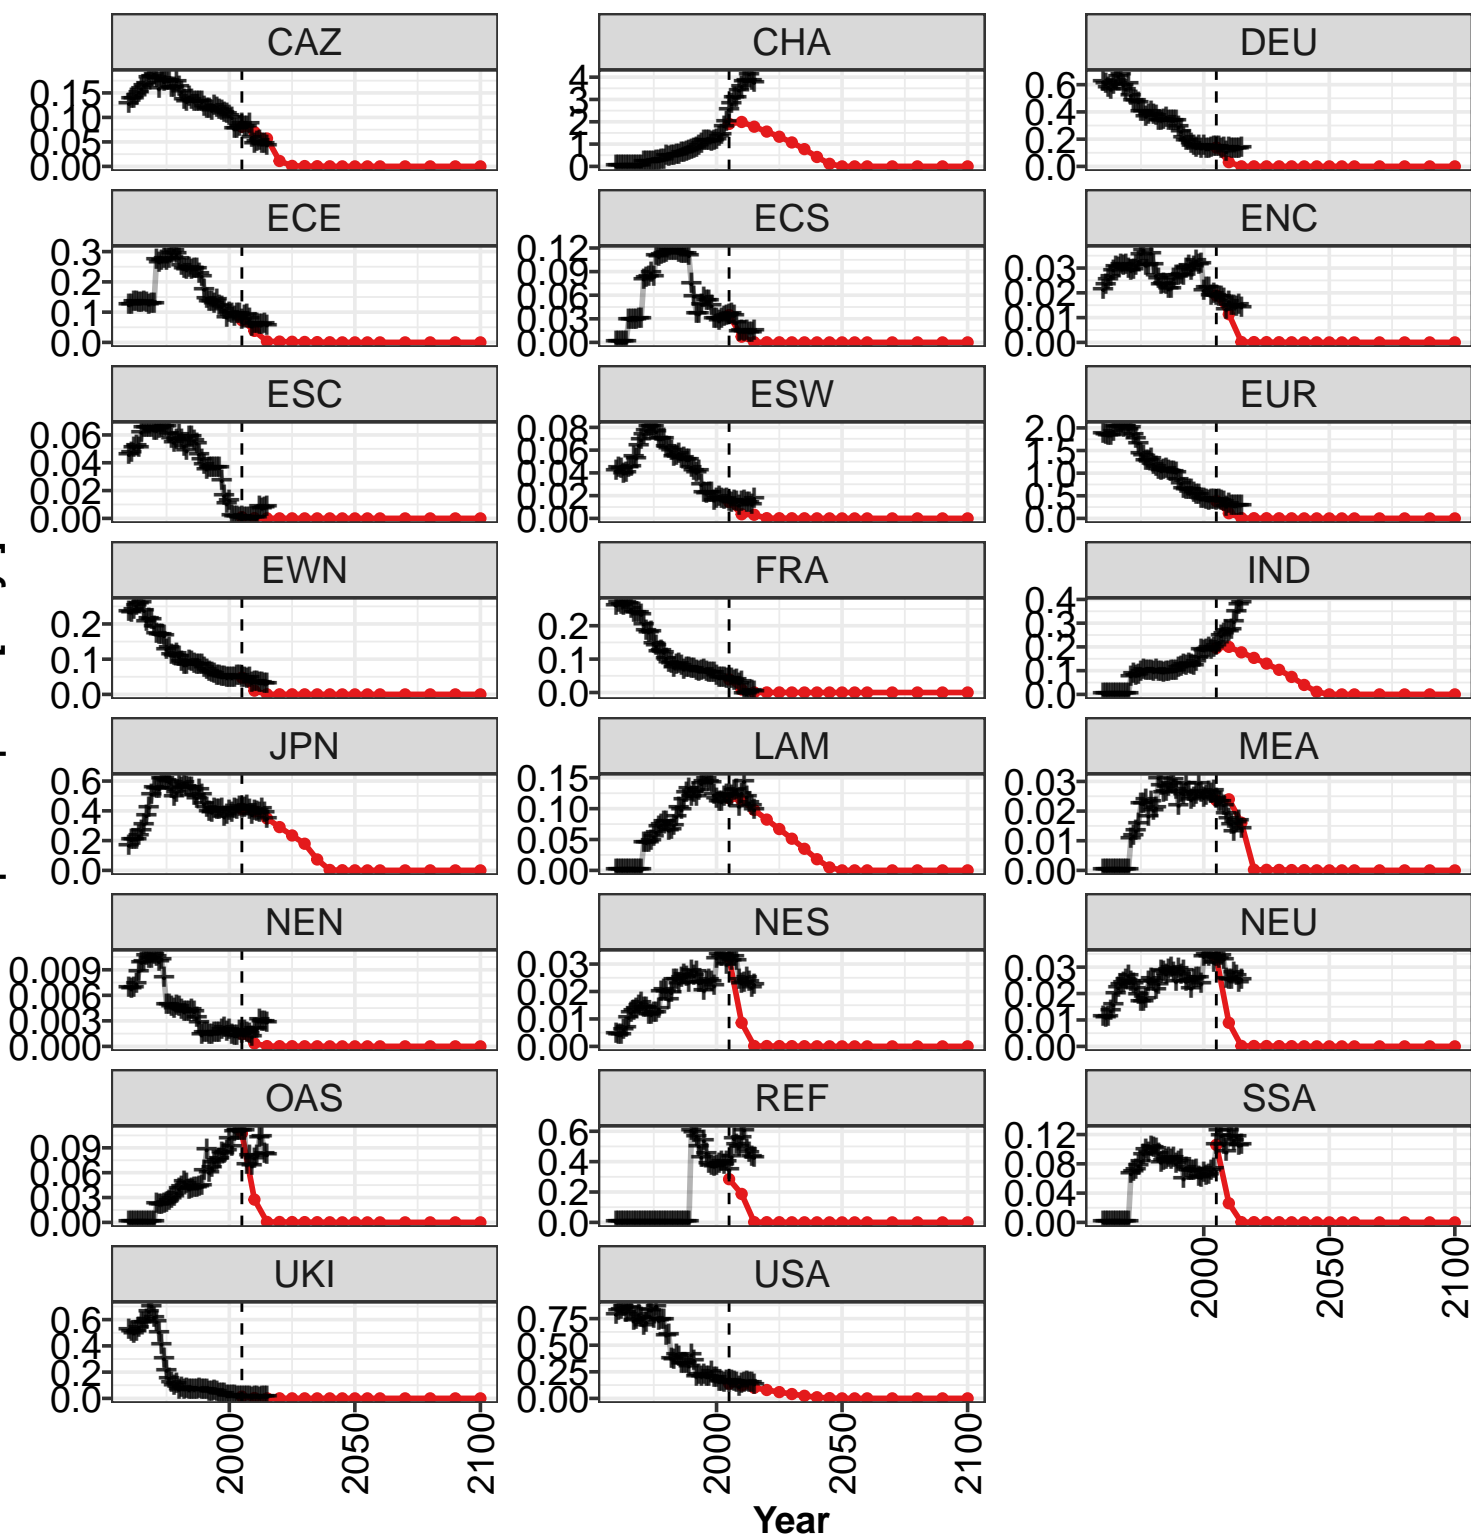 CAZ CHA DEU
0.15 0.10 0.05 0.00
4 3 2 1 0
0.6 0.4 0.2 0.0
ECE ECS ENC
0.3 0.2 0.1 0.0
0.12 0.09 0.06 0.03 0.00
0.03 0.02 0.01 0.00
ESC ESW EUR
0.06 0.04 0.02 0.00
0.08 0.06 0.04 0.02 0.00
2.0 1.5 1.0 0.5 0.0
EWN FRA IND
0.2 0.1 0.0
0.2 0.1 0.0
0.4 0.3 0.2 0.1 0.0
JPN LAM MEA
0.6 0.4 0.2 0.0
0.15 0.10 0.05 0.00
0.03 0.02 0.01 0.00
NEN NES NEU
0.009 0.006 0.003 0.000
0.03 0.02 0.01 0.00
0.03 0.02 0.01 0.00
OAS REF SSA
0.09 0.06 0.03 0.00
0.6 0.4 0.2 0.0
0.12 0.08 0.04 0.00
2000 2050 2100
UKI USA
0.6 0.4 0.2 0.0
0.75 0.50 0.25 0.00
2000 2050 2100
2000 2050 2100
Year